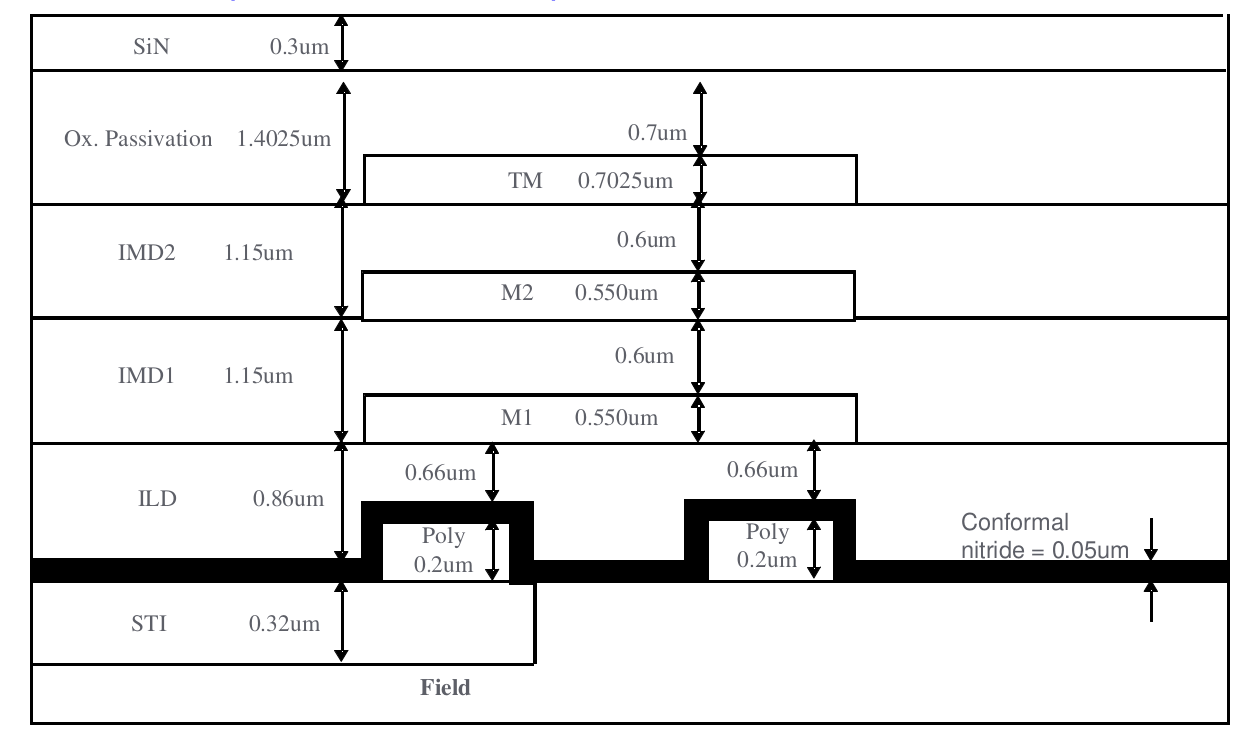 SiN 0.3um
Ox. Passivation 1.4025um
0.7um
TM 0.7025um
IMD2 1.15um
0.6um
M2 0.550um
IMD1 1.15um
0.6um
M1 0.550um
ILD 0.86um
0.66um
0.66um
Poly
0.2um
Poly
0.2um
Conformal
nitride = 0.05um
STI 0.32um
Field